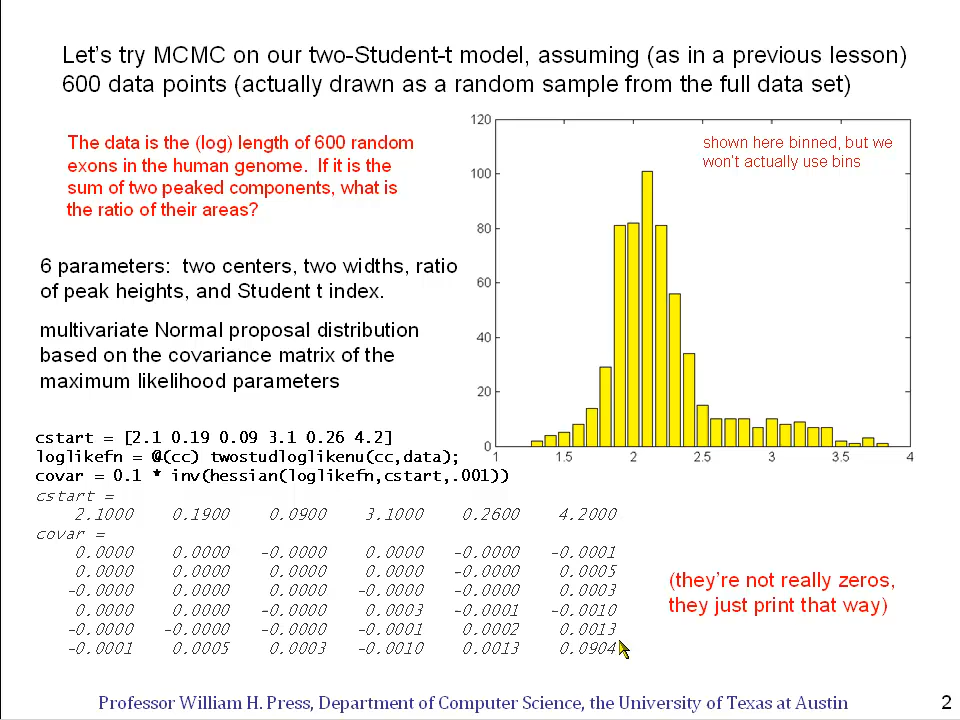 Let's try MCMC on our two-Student-t model, assuming (as in a previous lesson)
600 data points (actually drawn as a random sample from the full data set)
The data is the (log) length of 600 random
exons in the human genome.  If it is the
sum of two peaked components, what is
the ratio of their areas?
6 parameters:  two centers, two widths, ratio
of peak heights, and Student t index.
multivariate Normal proposal distribution
based on the covariance matrix of the
maximum likelihood parameters
shown here binned, but we
won't actually use bins
120
100
80
60
40
20
0
1 1.5 2 2.5 3 3.5 4
cstart = [2.1 0.19 0.09 3.1 0.26 4.2]
loglikefn = @(cc) twostudloglikenu(cc,data);
covar = 0.1 * inv(hessian(loglikefn,cstart,.001))
cstart =
2.1000 0.1900 0.0900 3.1000 0.2600 4.2000
covar =
0.0000 0.0000 -0.0000 0.0000 -0.0000 -0.0001
0.0000 0.0000 0.0000 0.0000 -0.0000 0.0005
-0.0000 0.0000 0.0000 -0.0000 -0.0000 0.0003
0.0000 0.0000 -0.0000 0.0003 -0.0001 -0.0010
-0.0000 -0.0000 -0.0000 -0.0001 0.0002 0.0013
-0.0001 0.0005 0.0003 -0.0010 0.0013 0.0904
(they're not really zeros,
they just print that way)
Professor William H. Press, Department of Computer Science, the University of Texas at Austin
2